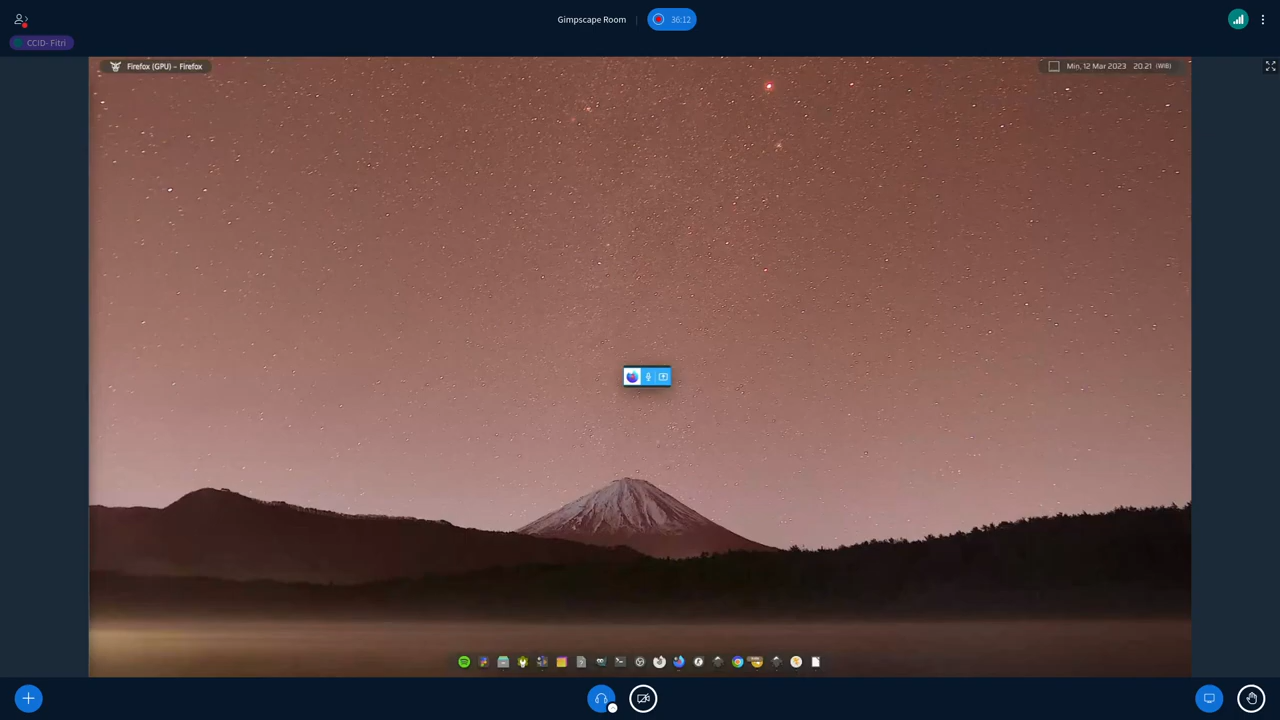 Gimpscape Room
36:12
CCID- Fitri
Firefox (GPU) – Firefox
Min, 12 Mar 2023 20.21 (WIB)